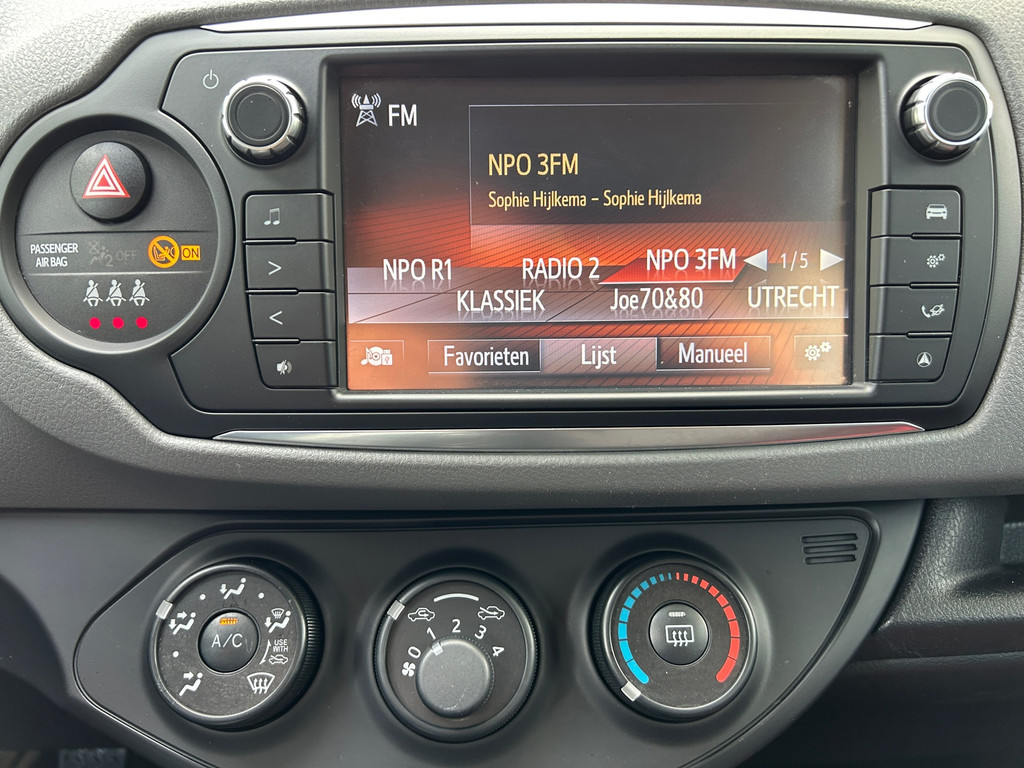 FM
NPO 3FM
Sophie Hijlkema - Sophie Hijlkema
NPO R1 RADIO 2 NPO 3FM 1/5
KLASSIEK Joe70&80 UTRECHT
Favorieten Lijst Manueel
PASSENGER
AIR BAG
2 OFF
ON
A/C
USE
WITH
0 1 2 3 4